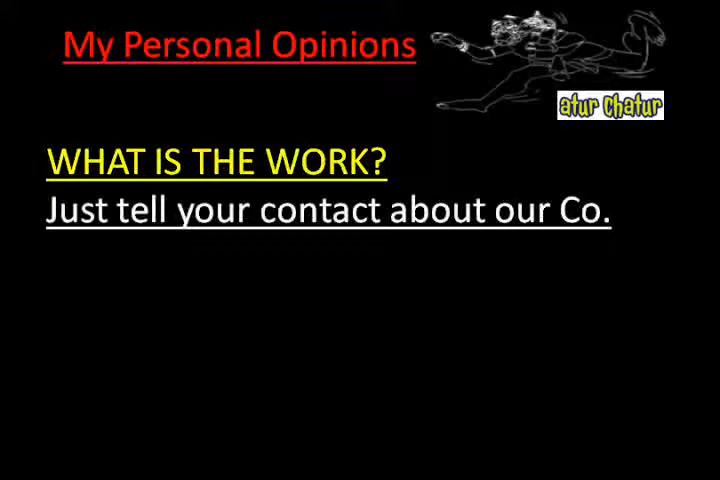 My Personal Opinions
atur Chatur
WHAT IS THE WORK?
Just tell your contact about our Co.